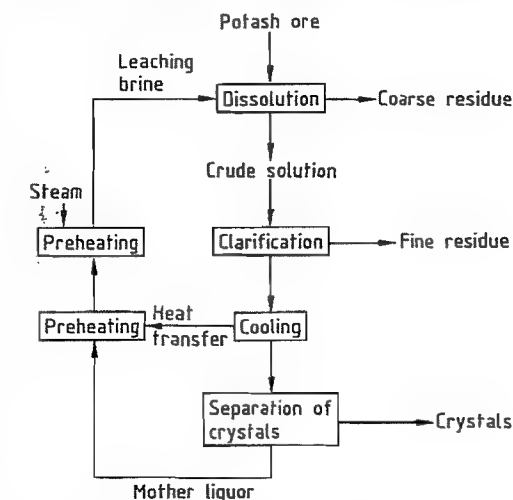 Potash ore
Leaching
brine
Dissolution
Coarse residue
Crude solution
Steam
Preheating
Clarification
Fine residue
Preheating
Heat
transfer
Cooling
Separation of
crystals
Crystals
Mother liquor